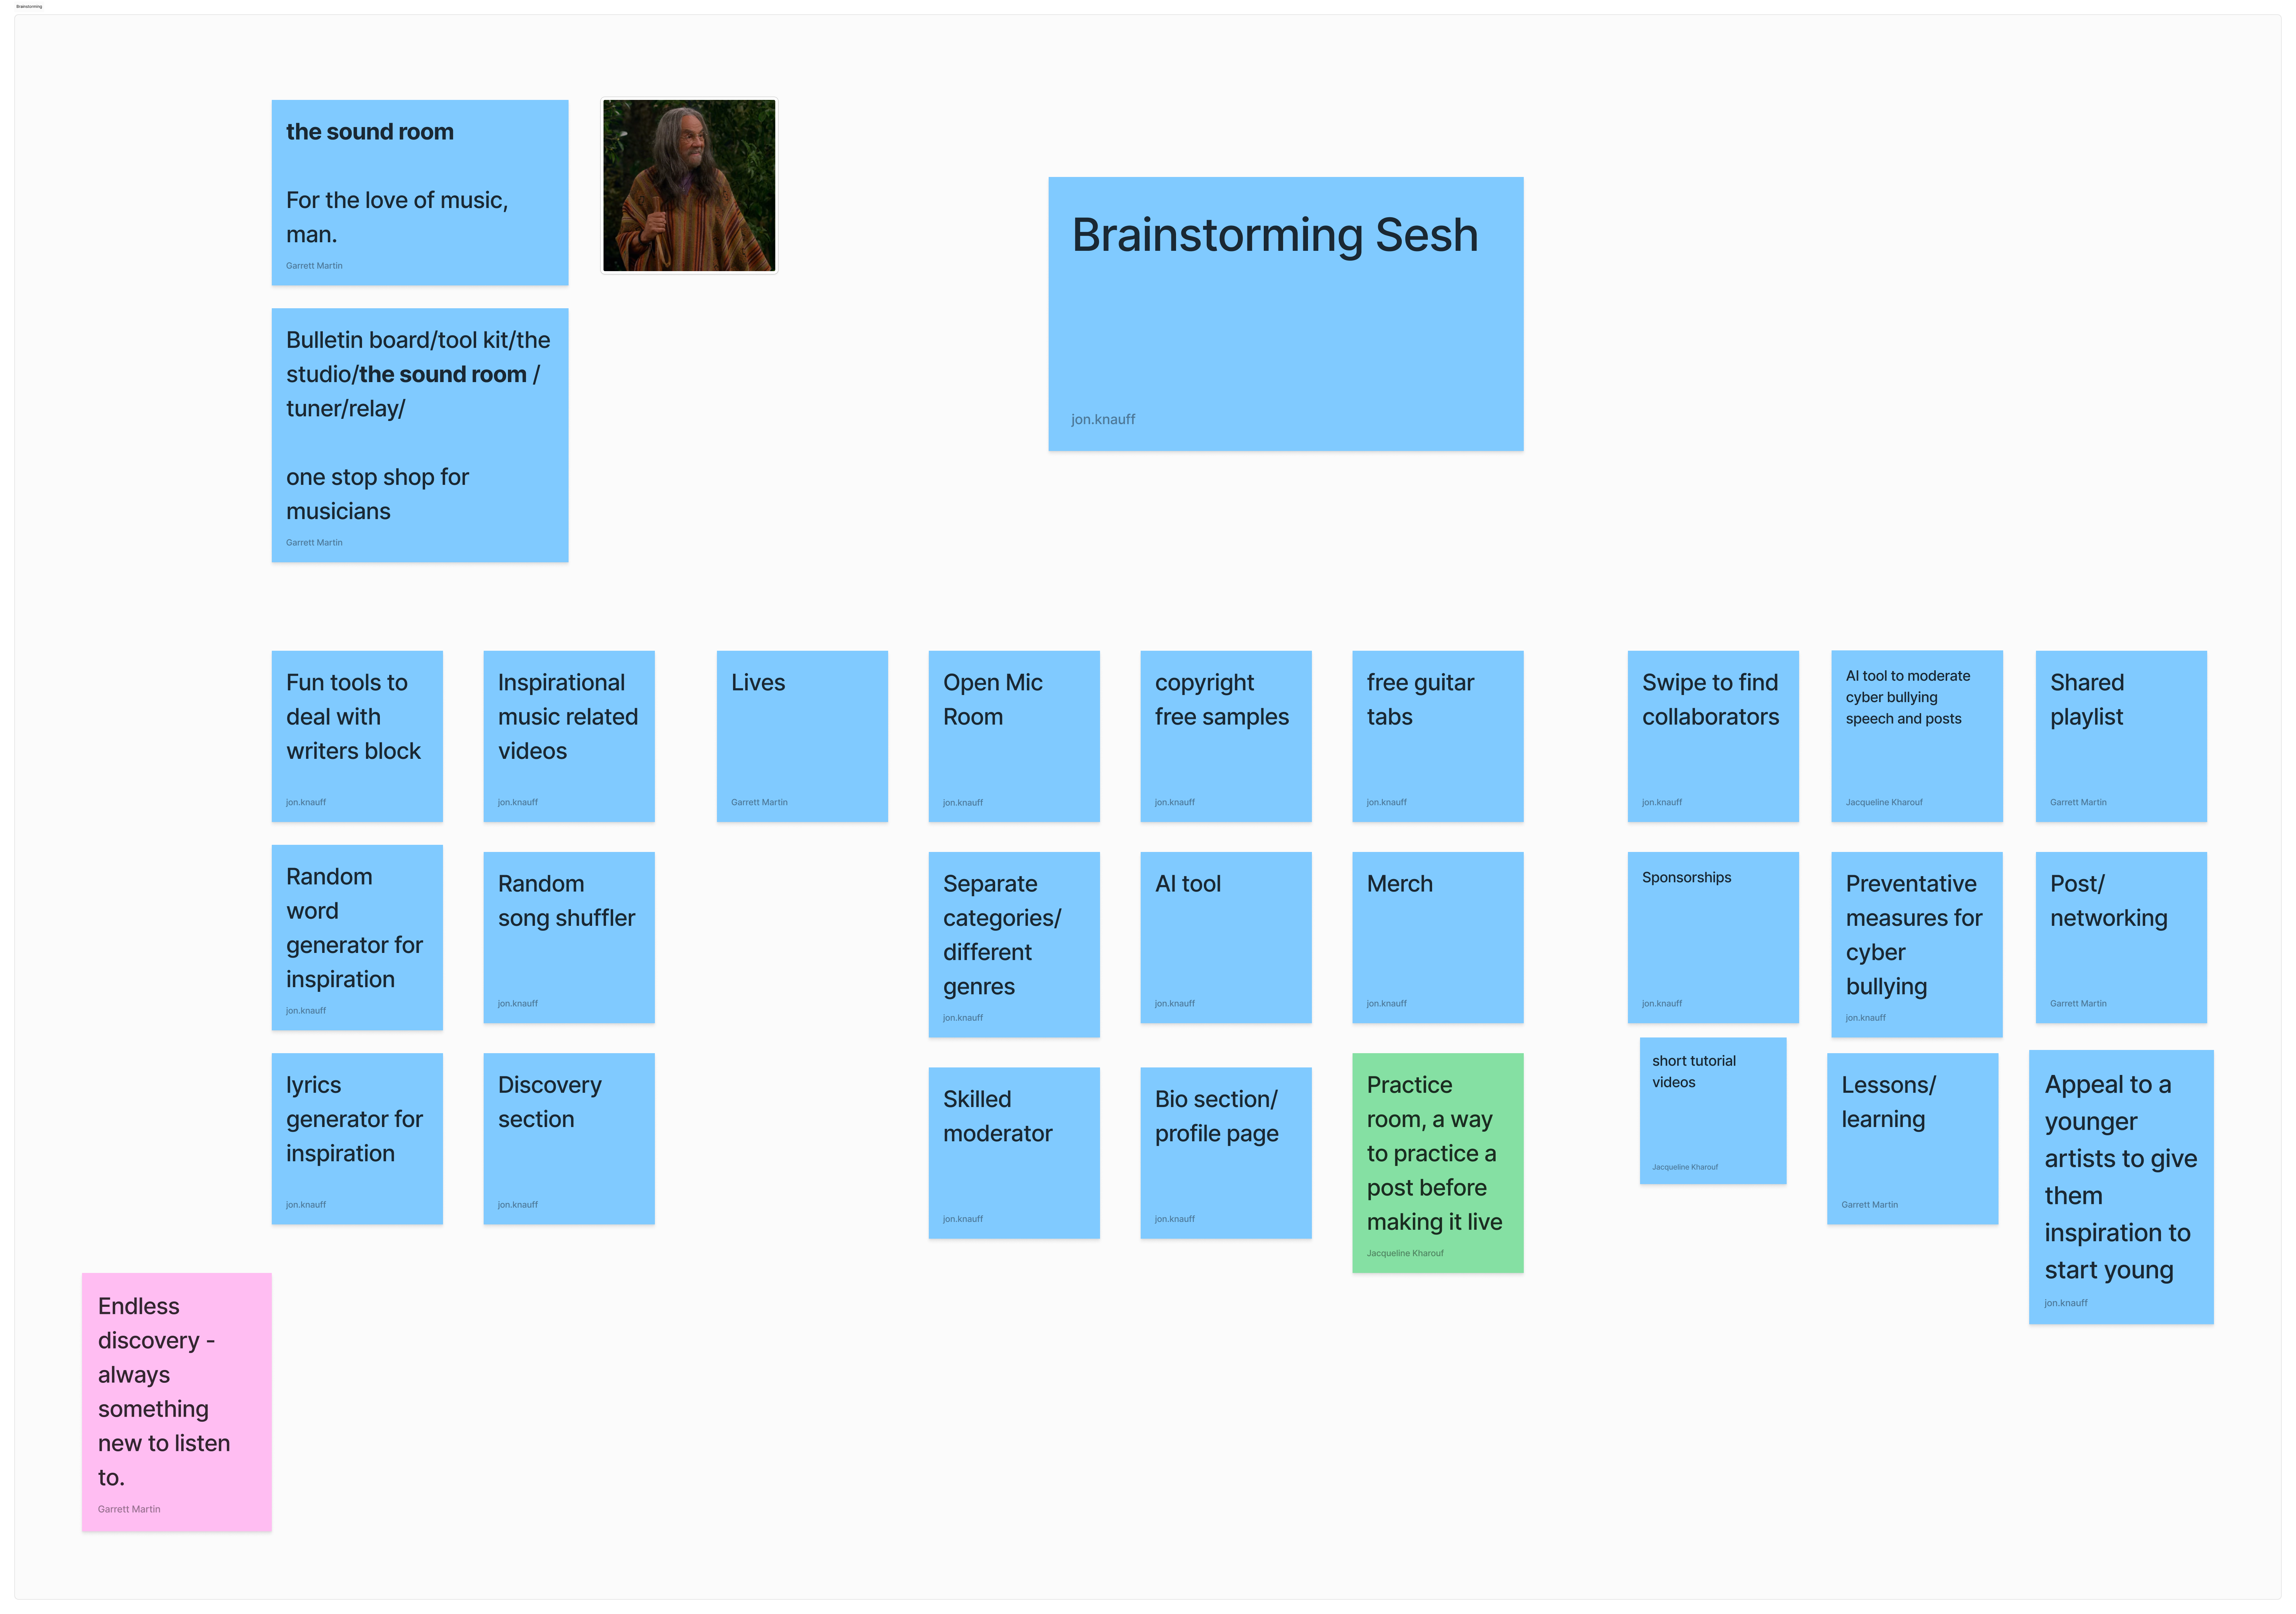 Brainstorming
the sound room
For the love of music,
man.
Garrett Martin
Bulletin board/tool kit/the
studio/the sound room /
tuner/relay/
one stop shop for
musicians
Garrett Martin
Brainstorming Sesh
jon.knauff
Fun tools to
deal with
writers block
jon.knauff
Inspirational
music related
videos
jon.knauff
Lives
Garrett Martin
Open Mic
Room
jon.knauff
copyright
free samples
jon.knauff
free guitar
tabs
jon.knauff
Swipe to find
collaborators
jon.knauff
AI tool to moderate
cyber bullying
speech and posts
Jacqueline Kharouf
Shared
playlist
Garrett Martin
Random
word
generator for
inspiration
jon.knauff
Random
song shuffler
jon.knauff
Separate
categories/
different
genres
jon.knauff
AI tool
jon.knauff
Merch
jon.knauff
Sponsorships
jon.knauff
Preventative
measures for
cyber
bullying
jon.knauff
Post/
networking
Garrett Martin
lyrics
generator for
inspiration
jon.knauff
Discovery
section
jon.knauff
Skilled
moderator
jon.knauff
Bio section/
profile page
jon.knauff
Practice
room, a way
to practice a
post before
making it live
Jacqueline Kharouf
short tutorial
videos
Jacqueline Kharouf
Lessons/
learning
Garrett Martin
Appeal to a
younger
artists to give
them
inspiration to
start young
jon.knauff
Endless
discovery -
always
something
new to listen
to.
Garrett Martin